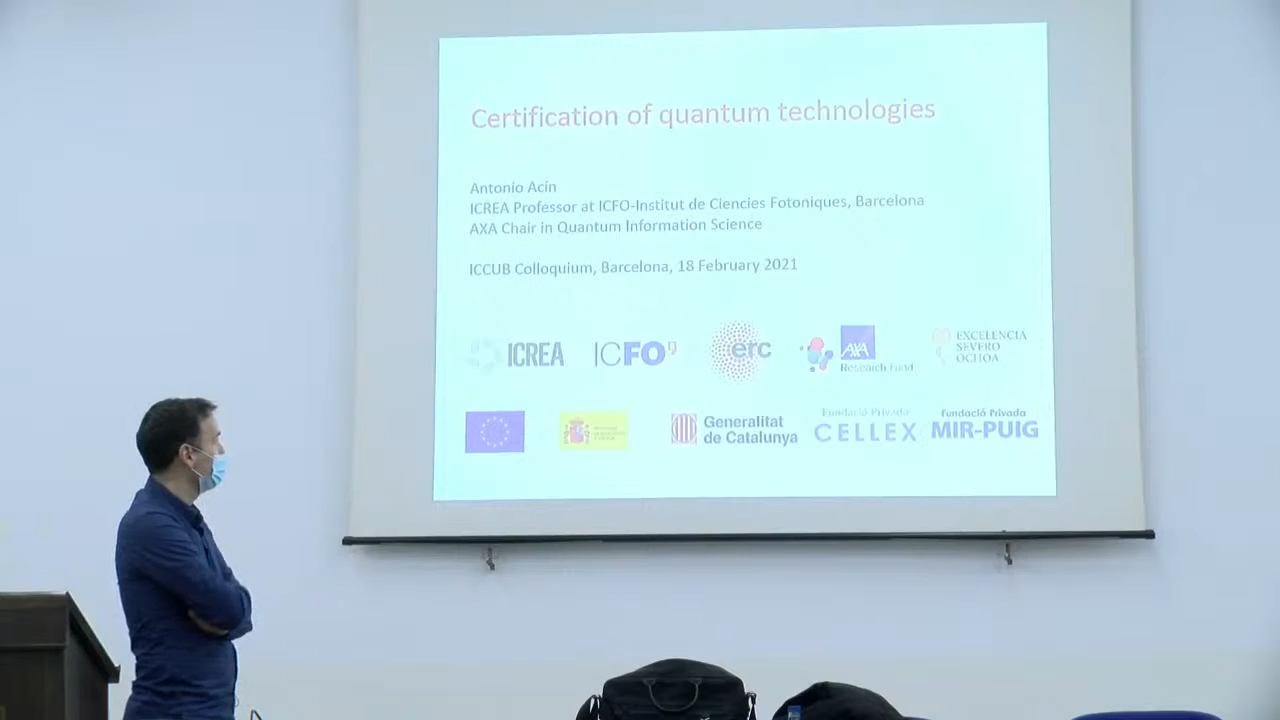 Certification of quantum technologies
Antonio Acín
ICREA Professor at ICFO-Institut de Ciencies Fotoniques, Barcelona
AXA Chair in Quantum Information Science
ICCUB Colloquium, Barcelona, 18 February 2021
ICREA
ICFO
erc
AXA
Research Fund
EXCELENCIA
SEVERO
OCHOA
Generalitat
de Catalunya
Fundació Privada
CELLEX
Fundació Privada
MIR-PUIG